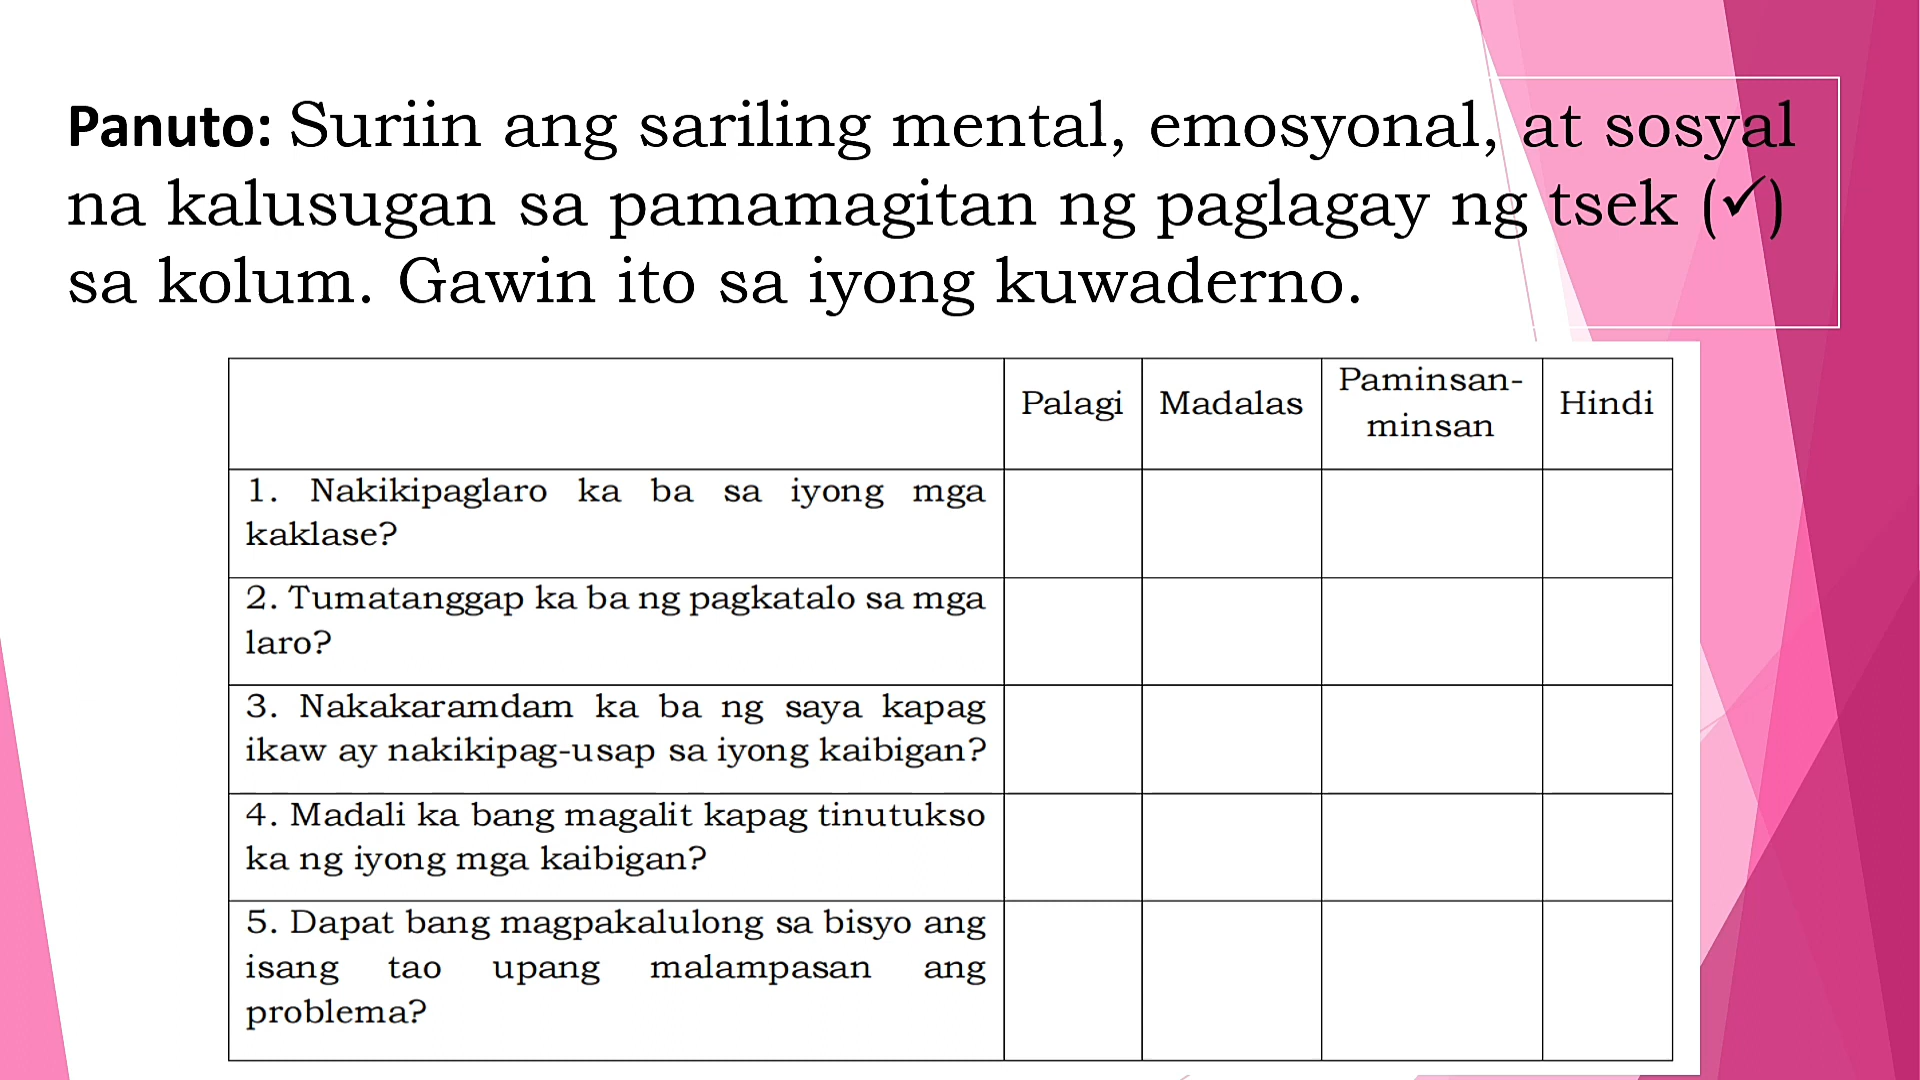 Panuto: Suriin ang sariling mental, emosyonal, at sosyal
na kalusugan sa pamamagitan ng paglagay ng tsek (✓)
sa kolum. Gawin ito sa iyong kuwaderno.
Palagi Madalas Paminsan-
minsan Hindi
1. Nakikipaglaro ka ba sa iyong mga
kaklase?
2. Tumatanggap ka ba ng pagkatalo sa mga
laro?
3. Nakakaramdam ka ba ng saya kapag
ikaw ay nakikipag-usap sa iyong kaibigan?
4. Madali ka bang magalit kapag tinutukso
ka ng iyong mga kaibigan?
5. Dapat bang magpakalulong sa bisyo ang
isang tao upang malampasan ang
problema?